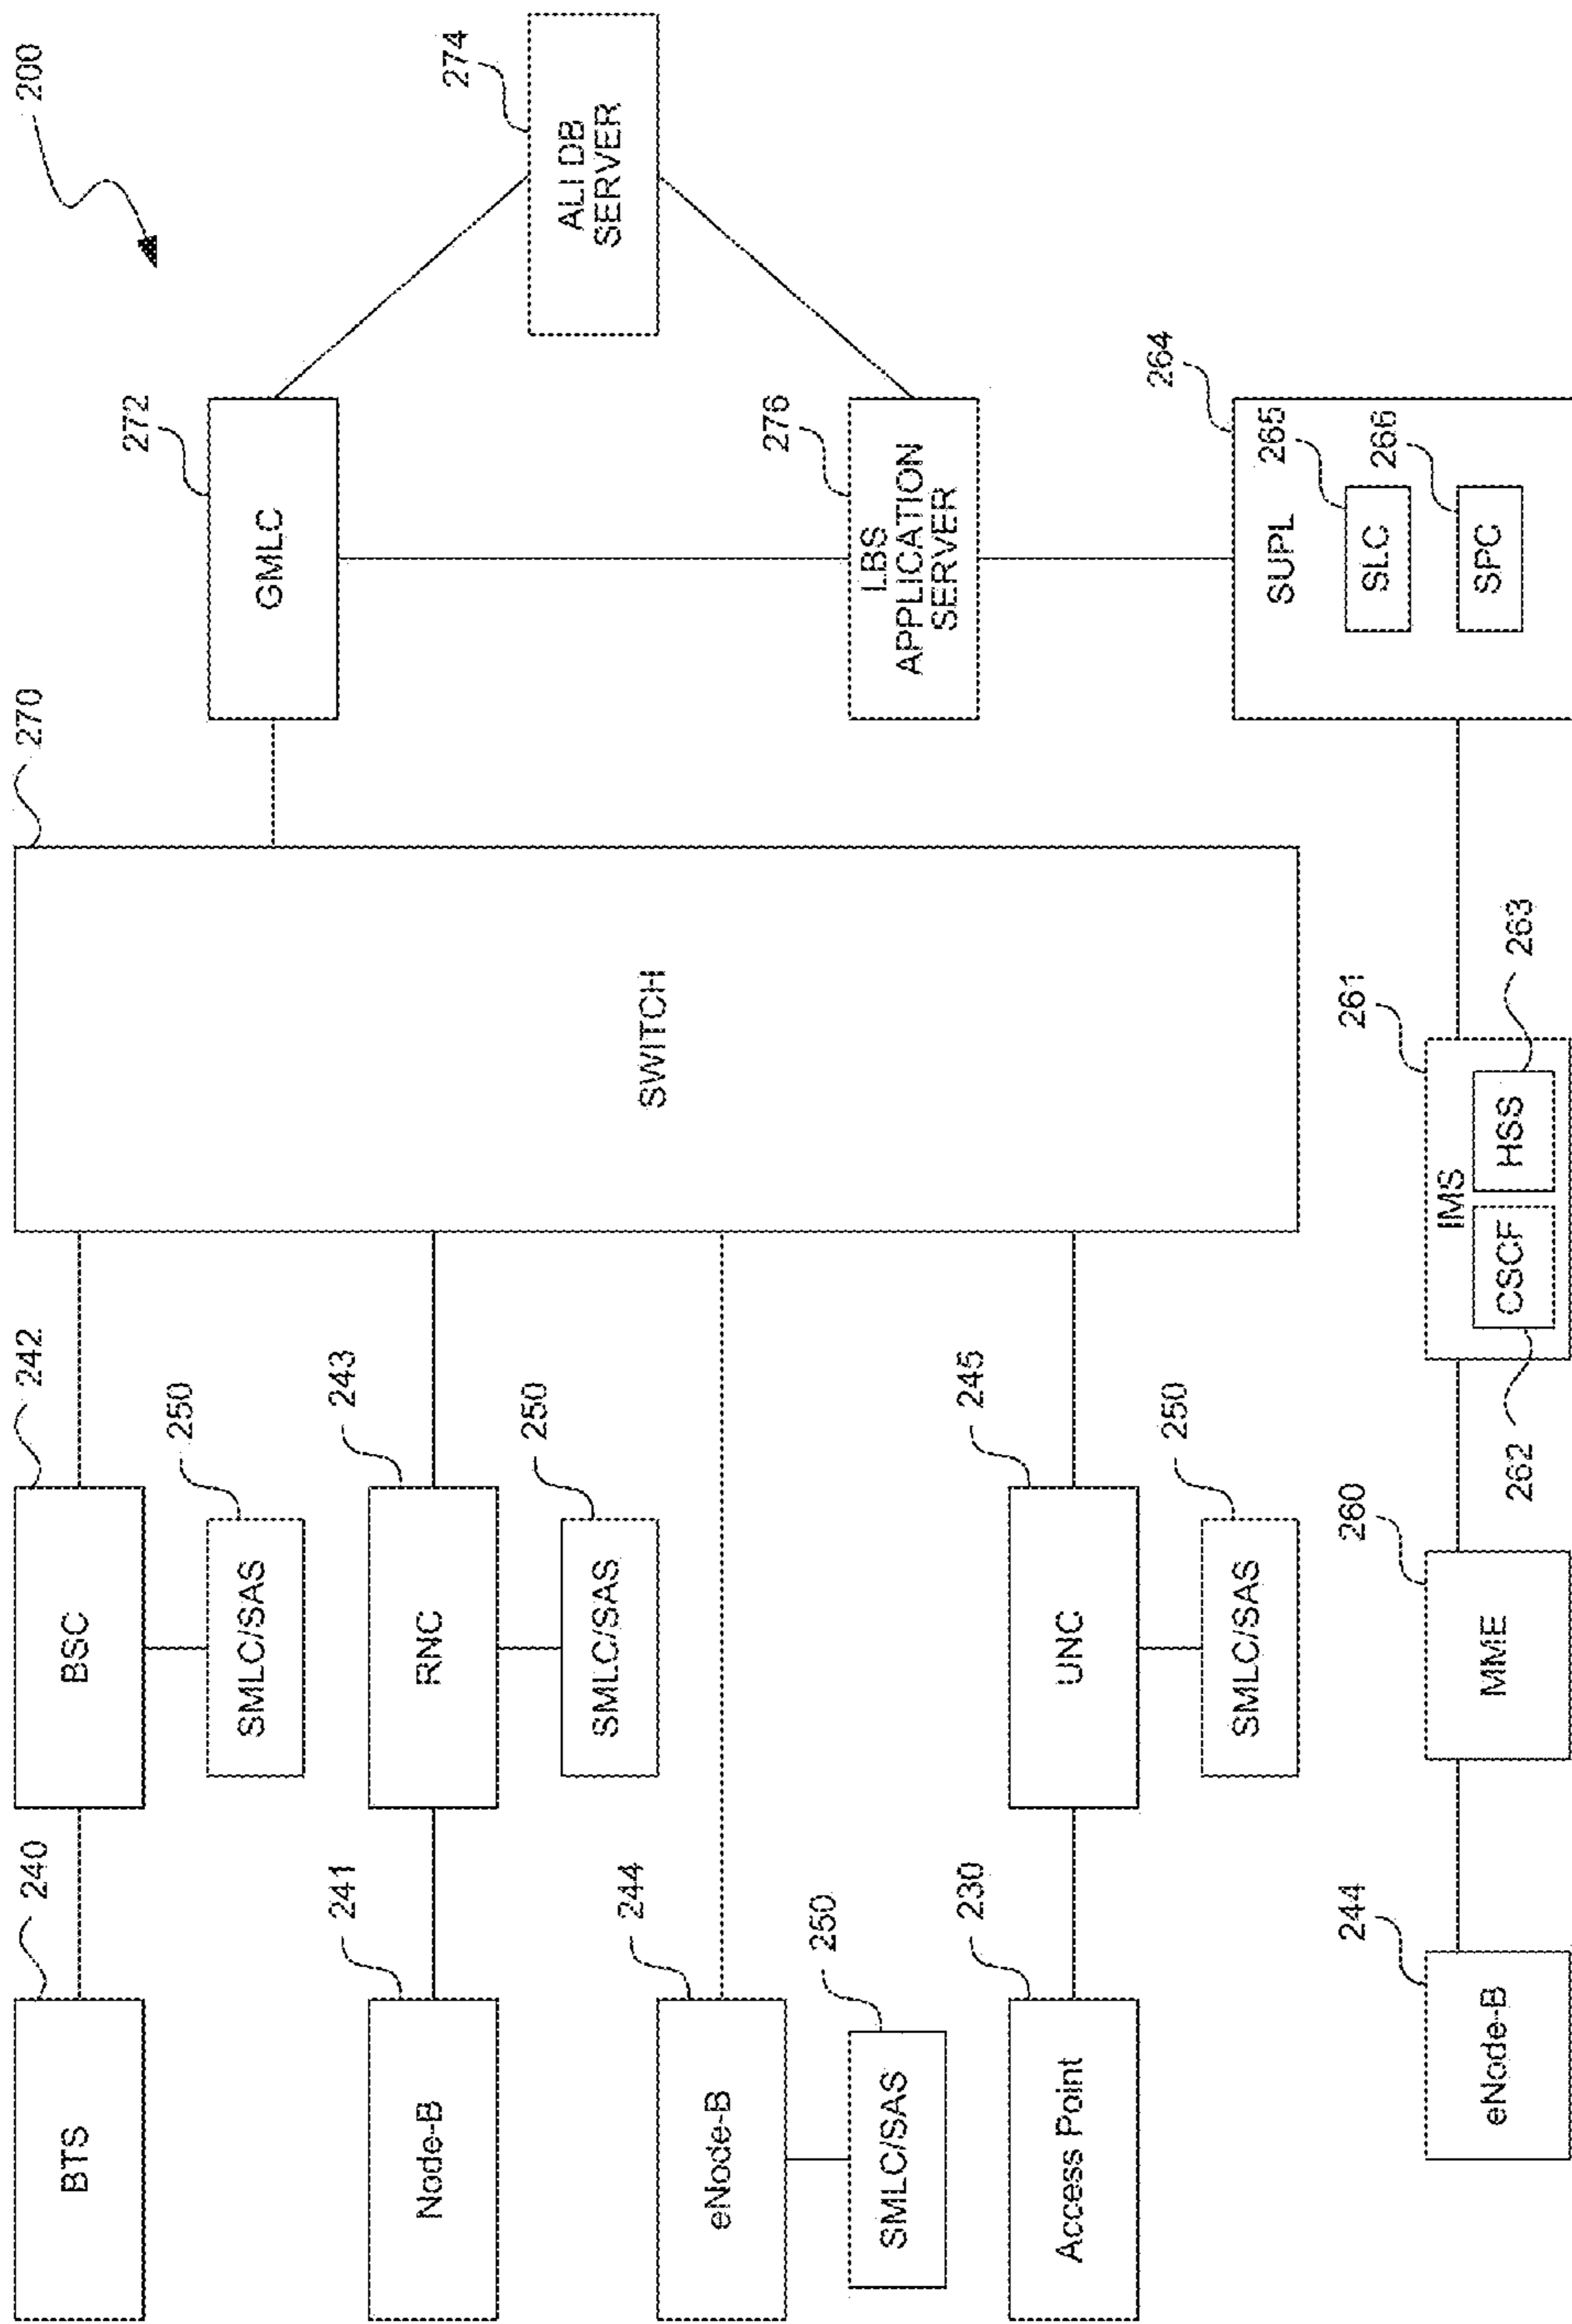 200
BTS
240
BSC
242
SMLC/SAS
250
SWITCH
270
GMLC
272
ALI DB
SERVER
274
Node-B
241
RNC
243
SMLC/SAS
250
eNode-B
244
SMLC/SAS
250
LBS
APPLICATION
SERVER
276
Access Point
230
UNC
245
SMLC/SAS
250
eNode-B
244
MME
260
IMS
261
CSCF
262
HSS
263
SUPL
264
SLC
265
SPC
266